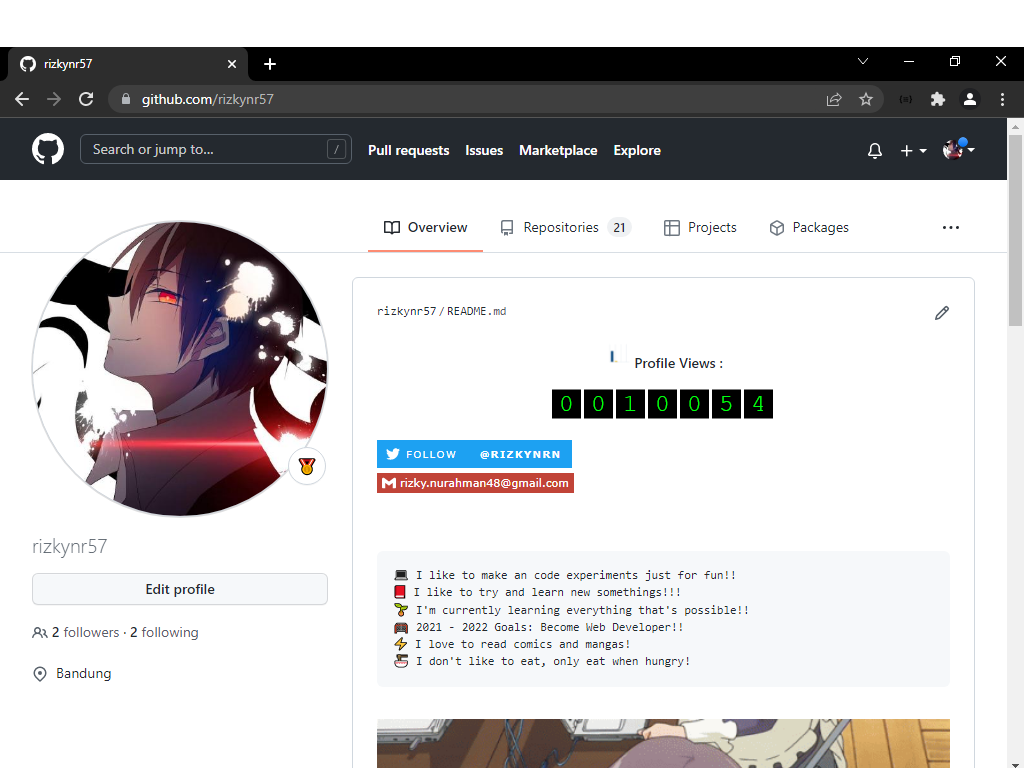 rizkynr57
github.com/rizkynr57
Search or jump to... /
Pull requests Issues Marketplace Explore
Overview Repositories 21 Projects Packages
rizkynr57 / README.md
Profile Views :
0 0 1 0 0 5 4
FOLLOW @RIZKYNRN
rizky.nurahman48@gmail.com
rizkynr57
Edit profile
2 followers · 2 following
Bandung
I like to make an code experiments just for fun!!
I like to try and learn new somethings!!!
I'm currently learning everything that's possible!!
2021 - 2022 Goals: Become Web Developer!!
I love to read comics and mangas!
I don't like to eat, only eat when hungry!